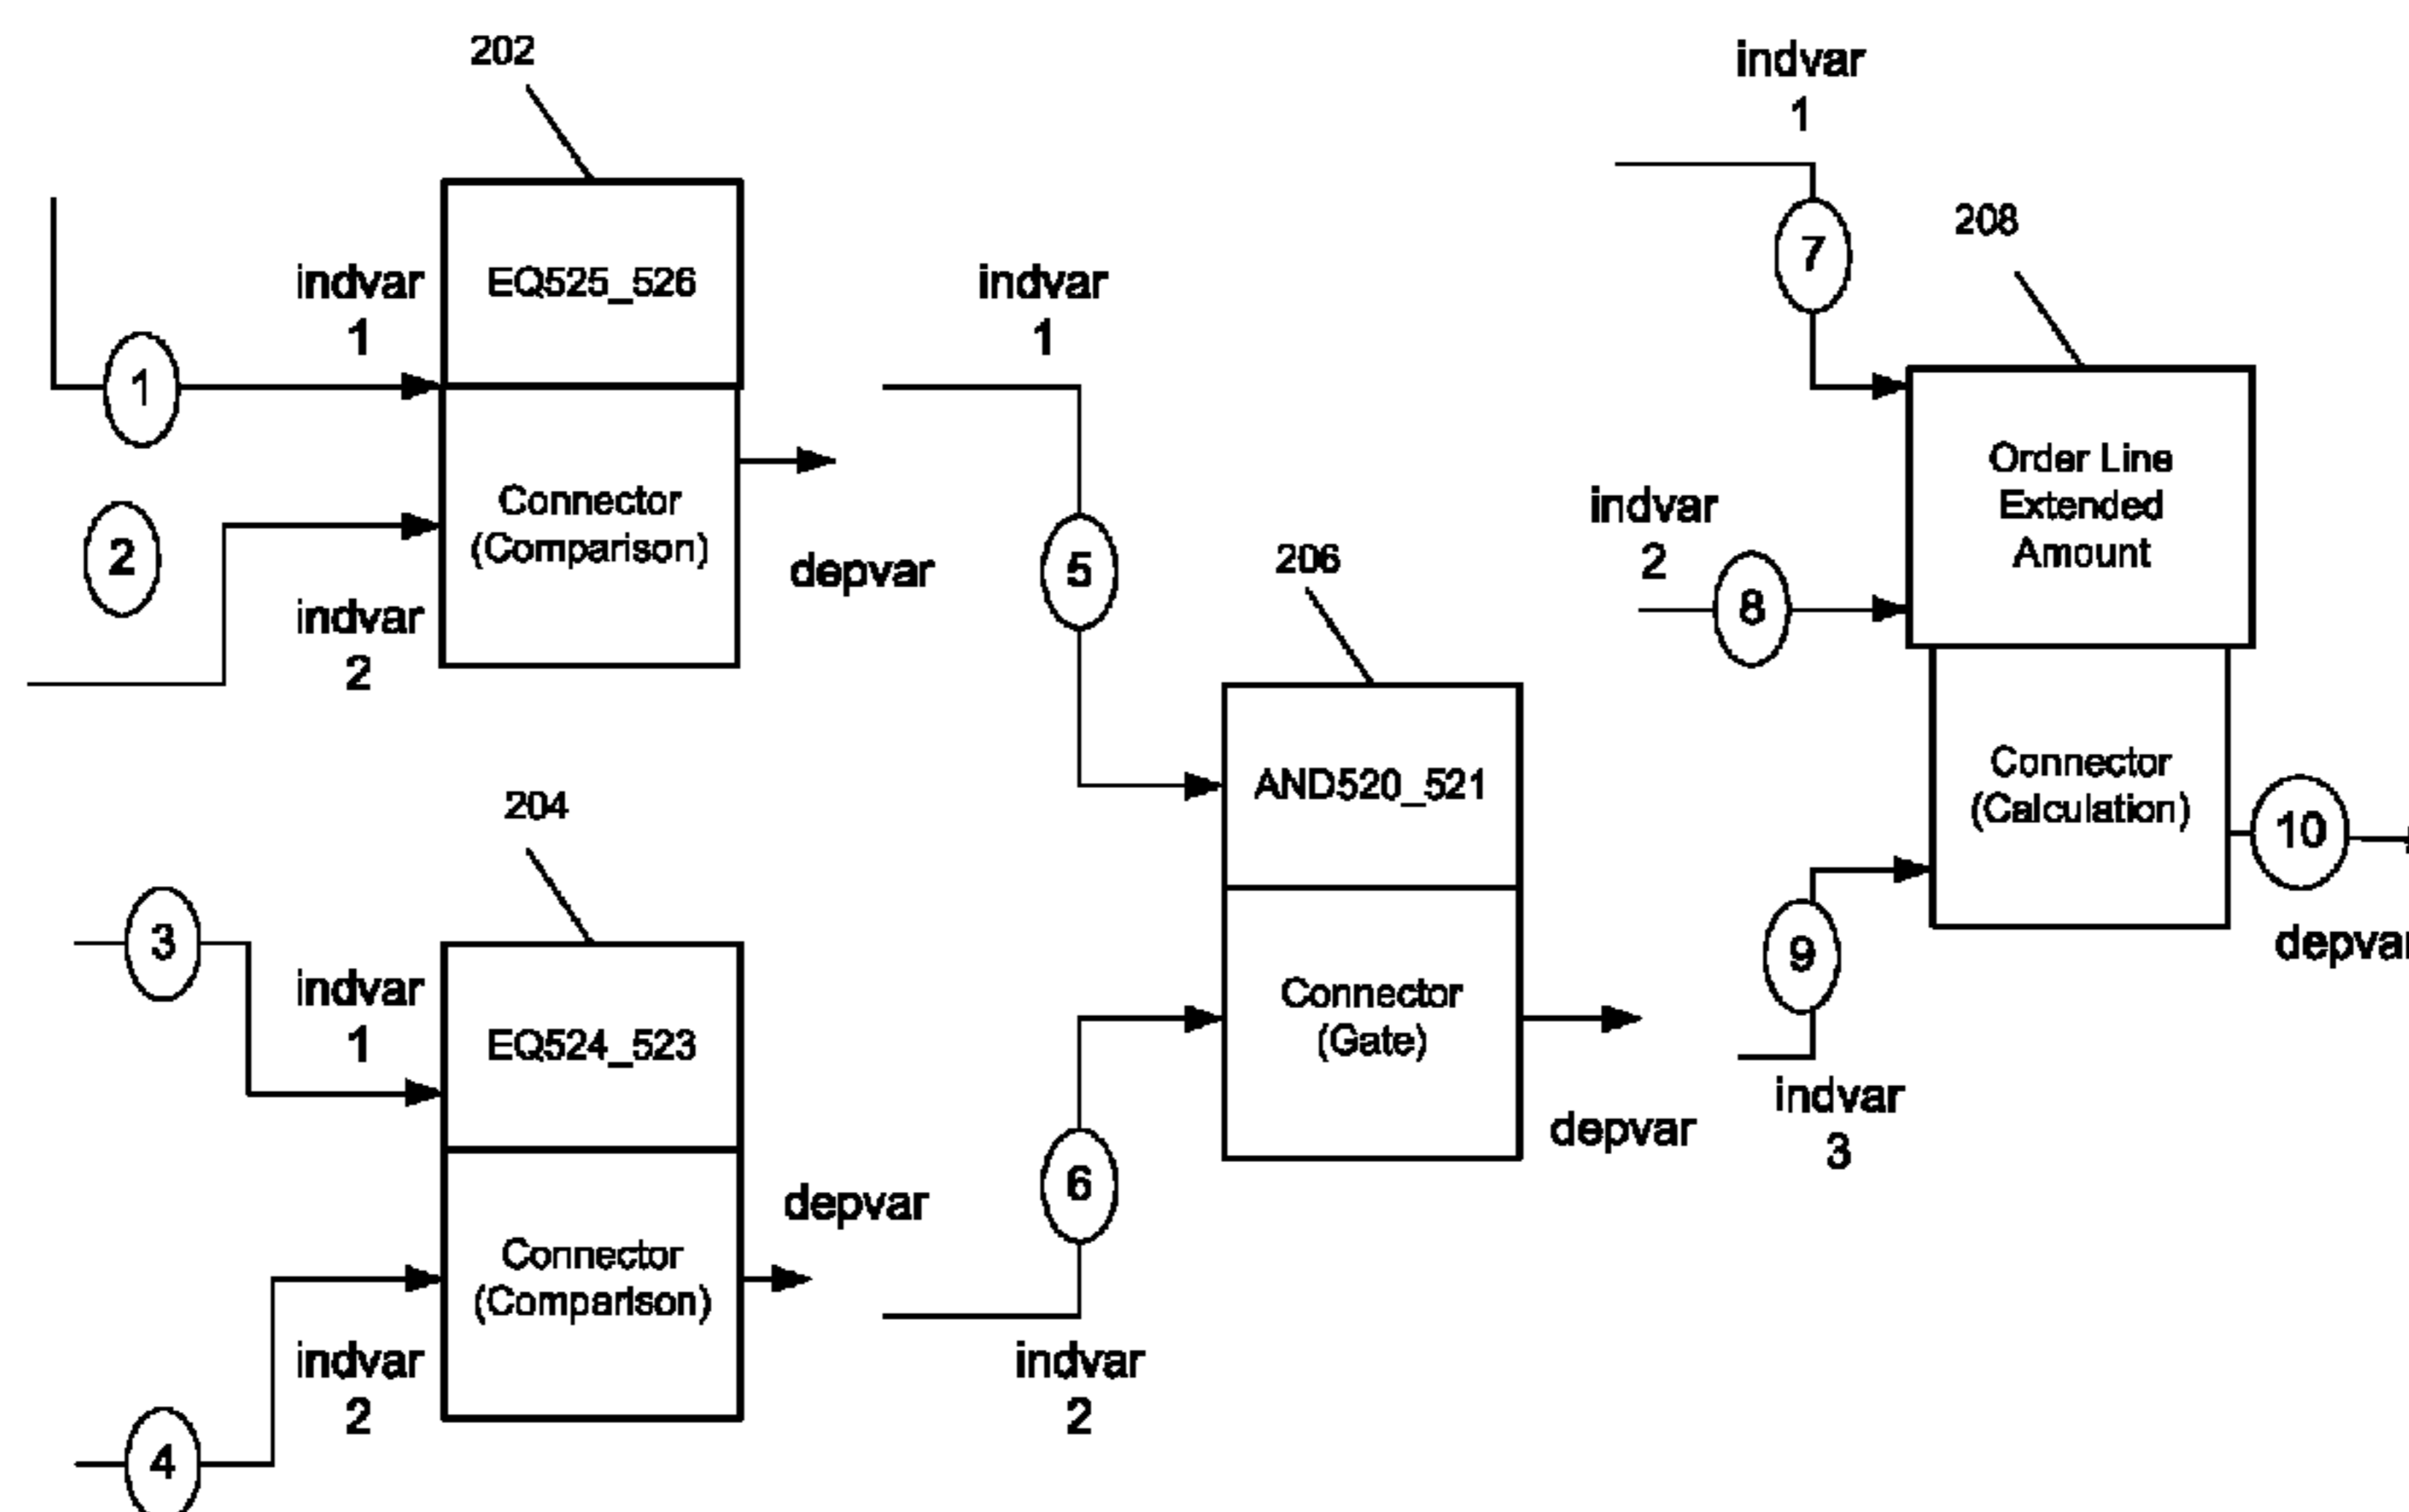 202
indvar
1
EQ525_526
1
Connector
(Comparison)
2
indvar
2
depvar
204
3
indvar
1
EQ524_523
Connector
(Comparison)
depvar
indvar
2
4
indvar
1
5
206
AND520_521
Connector
(Gate)
depvar
6
indvar
2
indvar
1
7
208
Order Line
Extended
Amount
indvar
2
8
Connector
(Calculation)
10
depvar
9
indvar
3